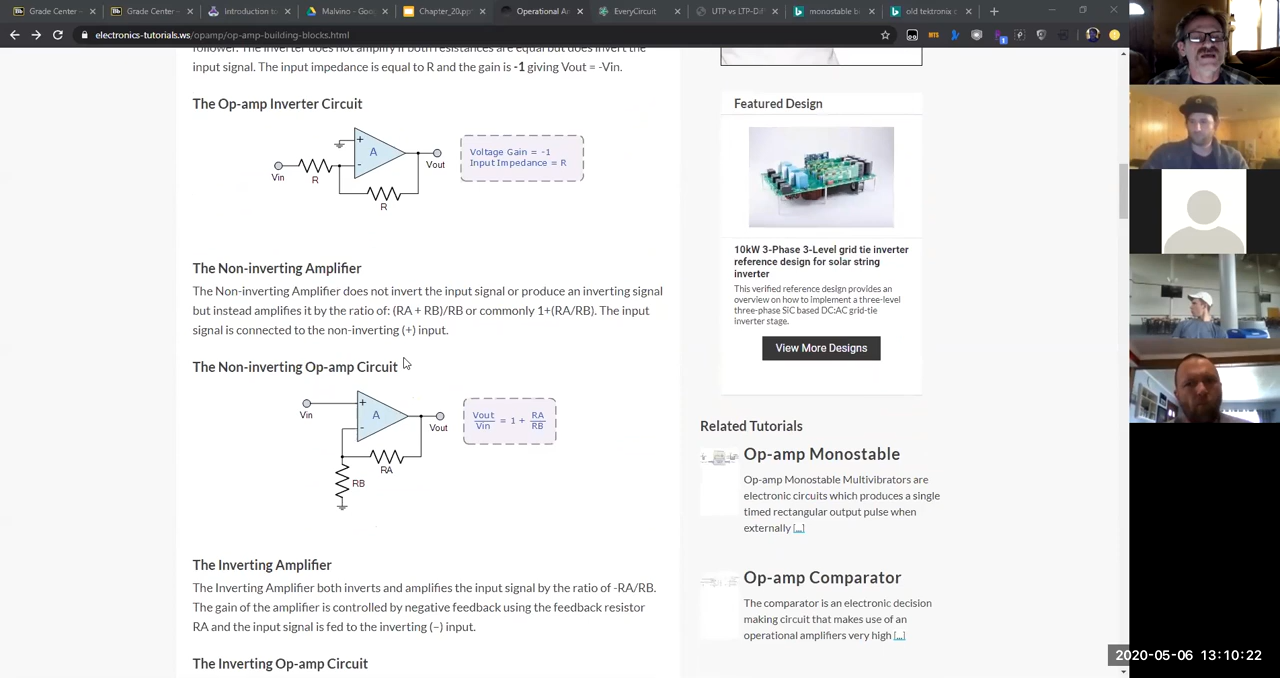 Grade Center –
Grade Center –
introduction to
Malvino - Goo
Chapter_20.pp
Operational A
EveryCircuit
UTP vs LTP-Dif
monostable b
old tektronix c
electronics-tutorials.ws/opamp/op-amp-building-blocks.html
follower. The inverter does not amplify if both resistances are equal but does invert the
input signal. The input impedance is equal to R and the gain is -1 giving Vout = -Vin.
The Op-amp Inverter Circuit
Vin
R
+
-
A
R
Vout
Voltage Gain = -1
Input Impedance = R
The Non-inverting Amplifier
The Non-inverting Amplifier does not invert the input signal or produce an inverting signal
but instead amplifies it by the ratio of: (RA + RB)/RB or commonly 1+(RA/RB). The input
signal is connected to the non-inverting (+) input.
The Non-inverting Op-amp Circuit
Vin
+
-
A
Vout
RA
RB
Vout
Vin
= 1 +
RA
RB
The Inverting Amplifier
The Inverting Amplifier both inverts and amplifies the input signal by the ratio of -RA/RB.
The gain of the amplifier is controlled by negative feedback using the feedback resistor
RA and the input signal is fed to the inverting (–) input.
The Inverting Op-amp Circuit
Featured Design
10kW 3-Phase 3-Level grid tie inverter
reference design for solar string
inverter
This verified reference design provides an
overview on how to implement a three-level
three-phase SiC based DC:AC grid-tie
inverter stage.
View More Designs
Related Tutorials
Op-amp Monostable
Op-amp Monostable Multivibrators are
electronic circuits which produces a single
timed rectangular output pulse when
externally [...]
Op-amp Comparator
The comparator is an electronic decision
making circuit that makes use of an
operational amplifiers very high [...]
2020-05-06 13:10:22